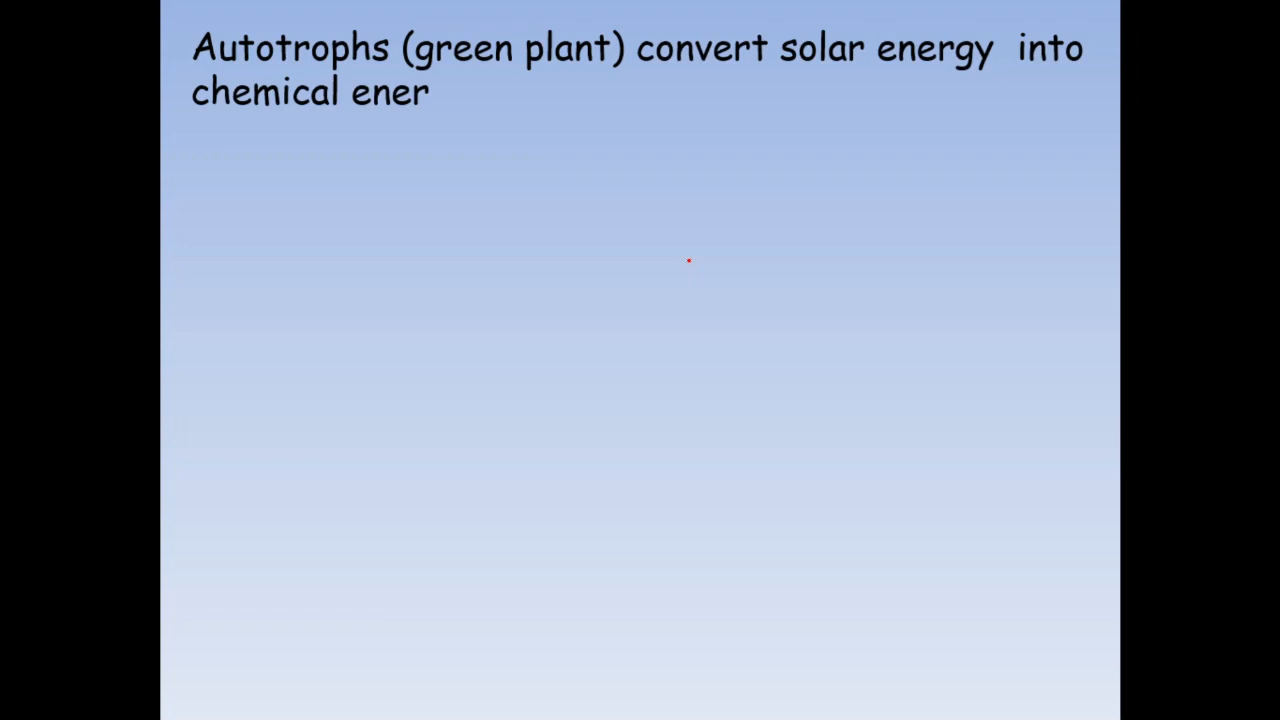 Autotrophs (green plant) convert solar energy  into
chemical ener